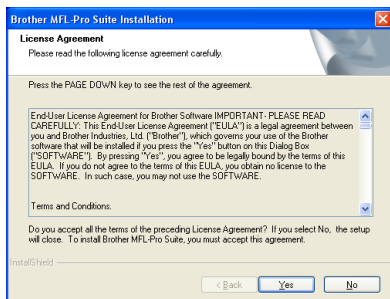 Brother MFL-Pro Suite Installation
License Agreement
Please read the following license agreement carefully.
Press the PAGE DOWN key to see the rest of the agreement.
End-User License Agreement for Brother Software IMPORTANT- PLEASE READ
CAREFULLY: This End-User License Agreement ("EULA") is a legal agreement between
you and Brother Industries, Ltd. ("Brother"), which governs your use of the Brother
software that will be installed if you press the "Yes" button on this Dialog Box
("SOFTWARE"). By pressing "Yes", you agree to be legally bound by the terms of this
EULA. If you do not agree to the terms of this EULA, you obtain no license to the
SOFTWARE. In such case, you may not use the SOFTWARE.
Terms and Conditions.
Do you accept all the terms of the preceding License Agreement? If you select No, the setup
will close. To install Brother MFL-Pro Suite, you must accept this agreement.
InstallShield
< Back Yes No